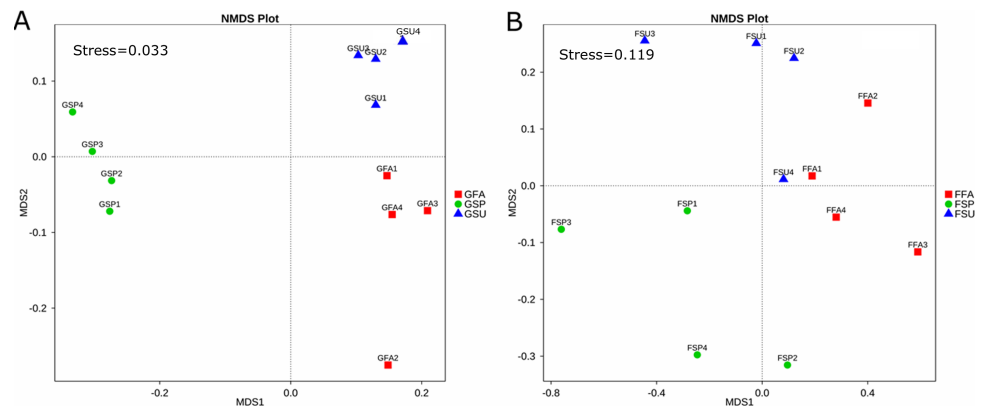 A
NMDS Plot
Stress=0.033
GSU4
GSU3
GSU2
GSU1
GSP4
GSP3
GSP2
GSP1
GFA1
GFA3
GFA4
GFA2
0.1
0.0
-0.1
-0.2
MDS2
-0.2
0.0
0.2
MDS1
GFA
GSP
GSU
B
NMDS Plot
Stress=0.119
FSU3
FSU1
FSU2
FFA2
FSU4
FFA1
FSP1
FFA4
FSP3
FFA3
FSP4
FSP2
0.2
0.1
0.0
-0.1
-0.2
-0.3
MDS2
-0.8
-0.4
0.0
0.4
MDS1
FFA
FSP
FSU